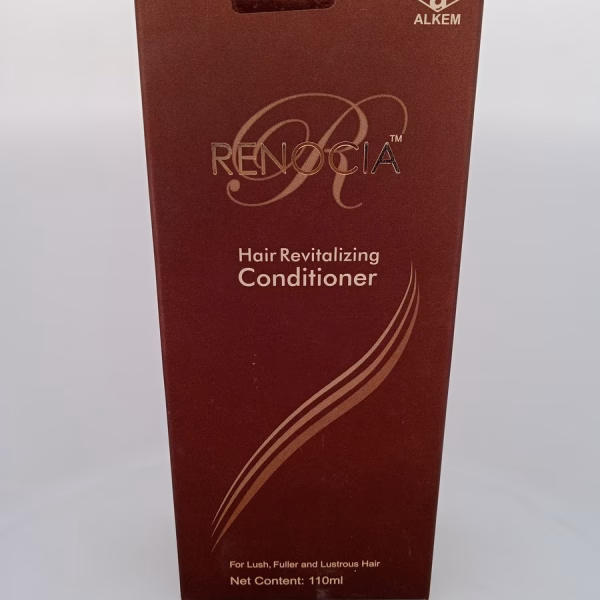 ALKEM
R
RENOCIA™
Hair Revitalizing
Conditioner
For Lush, Fuller and Lustrous Hair
Net Content: 110ml